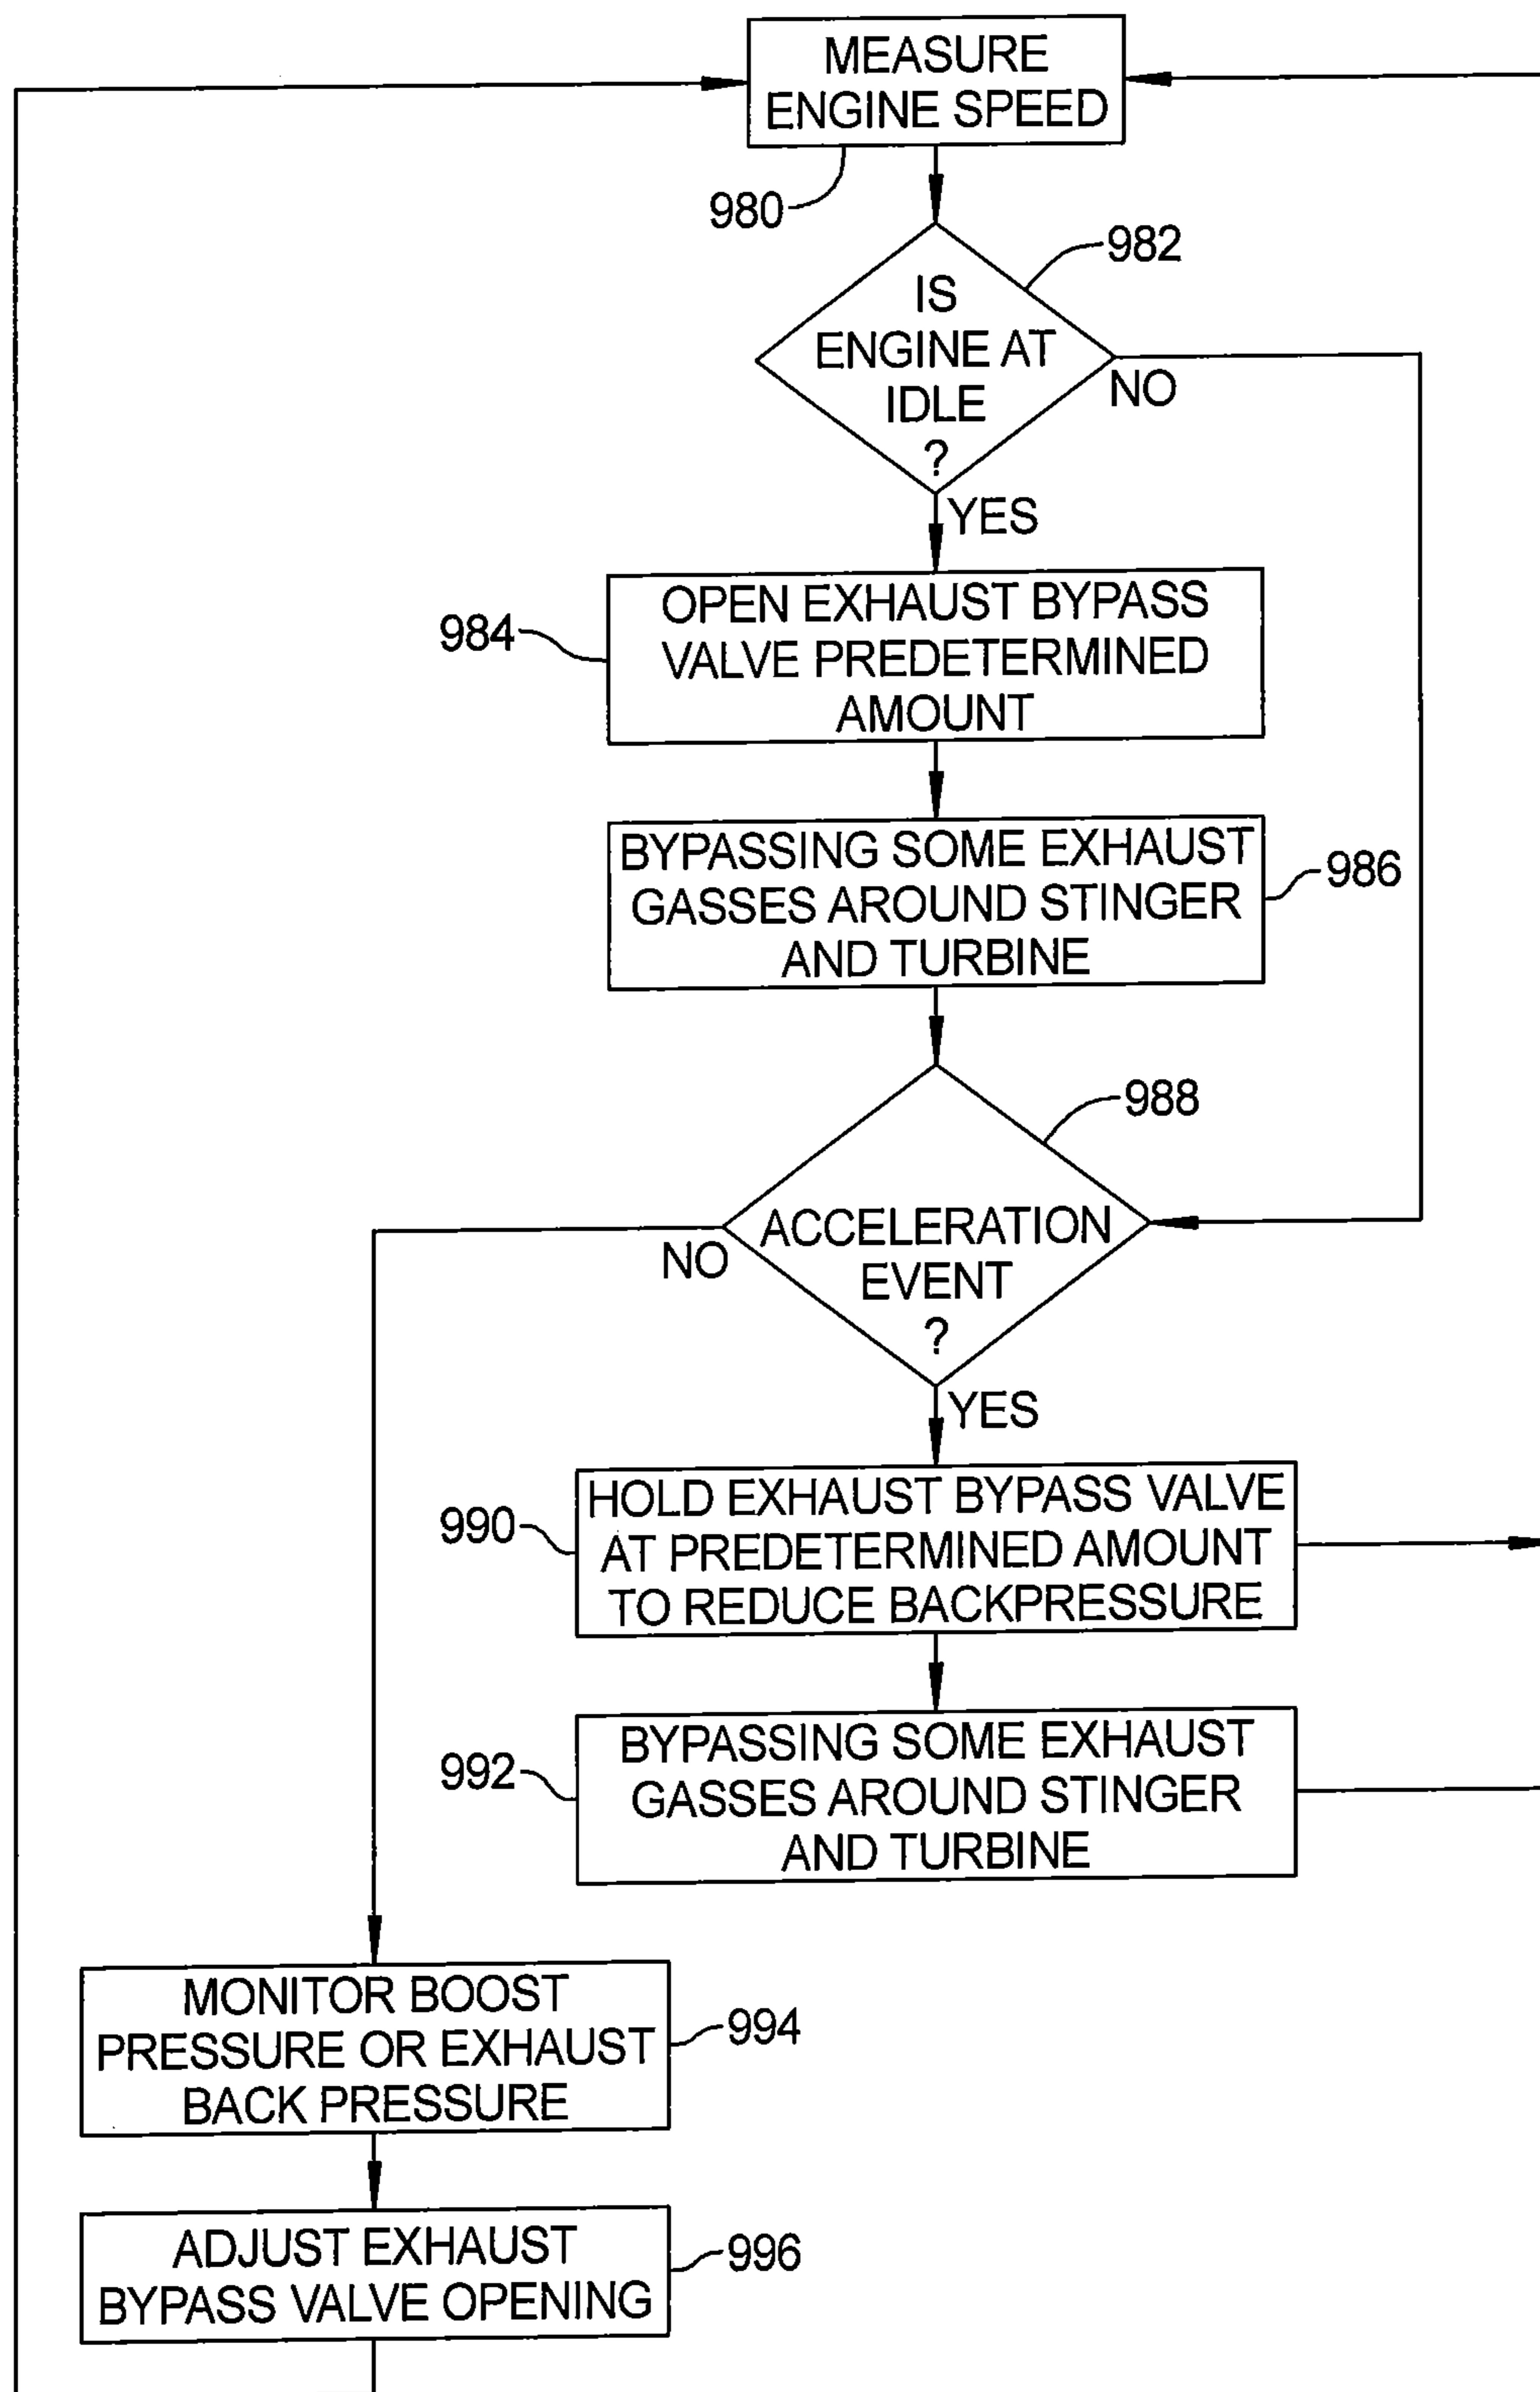 MEASURE
ENGINE SPEED
980
982
IS
ENGINE AT
IDLE
?
NO
YES
984
OPEN EXHAUST BYPASS
VALVE PREDETERMINED
AMOUNT
BYPASSING SOME EXHAUST
GASSES AROUND STINGER
AND TURBINE
986
988
ACCELERATION
EVENT
?
NO
YES
990
HOLD EXHAUST BYPASS VALVE
AT PREDETERMINED AMOUNT
TO REDUCE BACKPRESSURE
992
BYPASSING SOME EXHAUST
GASSES AROUND STINGER
AND TURBINE
MONITOR BOOST
PRESSURE OR EXHAUST
BACK PRESSURE
994
ADJUST EXHAUST
BYPASS VALVE OPENING
996